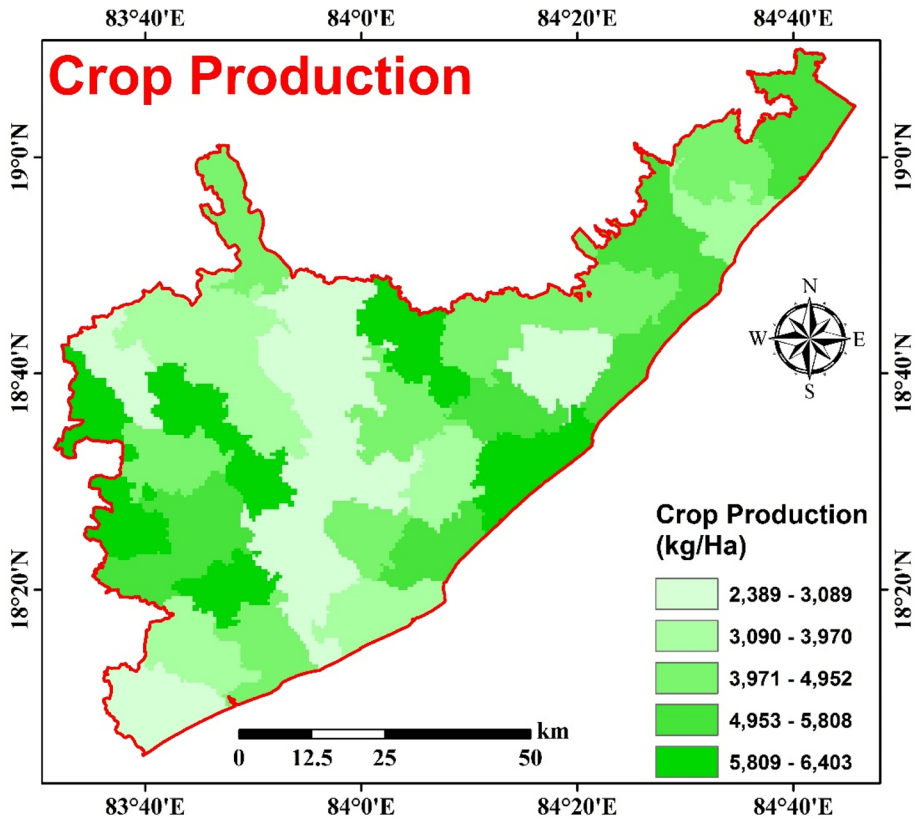 83°40'E 84°0'E 84°20'E 84°40'E
Crop Production
19°0'N 19°0'N
N
W E
S
18°40'N 18°40'N
Crop Production
(kg/Ha)
18°20'N 18°20'N
2,389 - 3,089
3,090 - 3,970
3,971 - 4,952
4,953 - 5,808
5,809 - 6,403
km
0 12.5 25 50
83°40'E 84°0'E 84°20'E 84°40'E